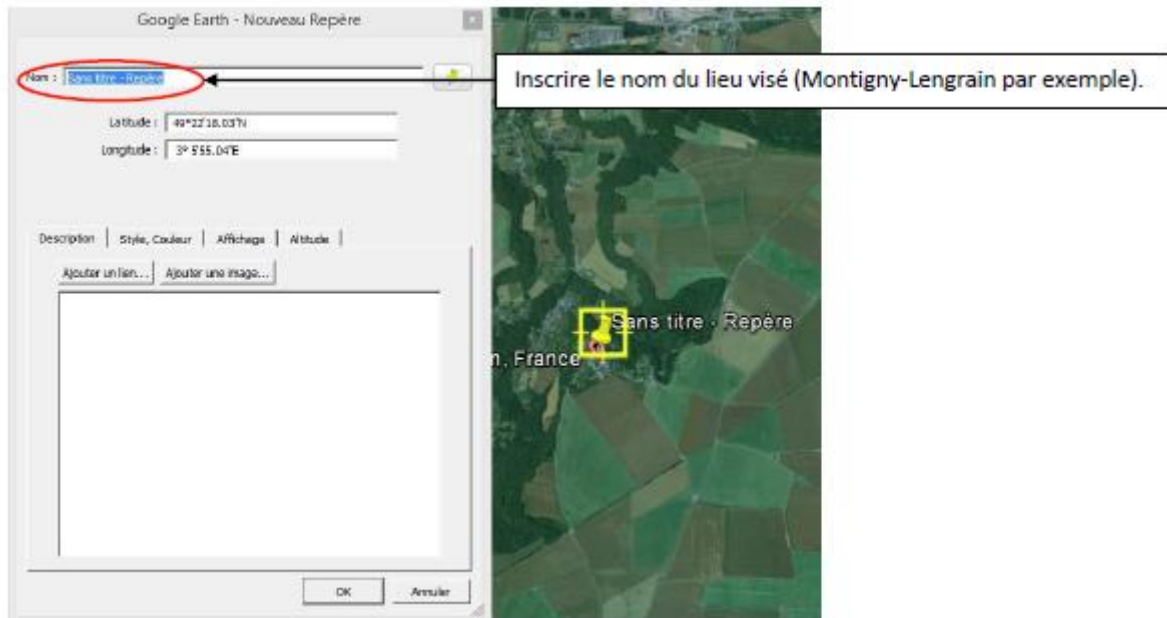 Google Earth - Nouveau Repère
Nom : Sans titre - Repère
Inscrire le nom du lieu visé (Montigny-Lengrain par exemple).
Latitude : 49°22'18.03"N
Longitude : 3° 5'55.04"E
Description Style, Couleur Affichage Altitude
Ajouter un lien... Ajouter une image...
Sans titre - Repère
n, France
OK Annuler